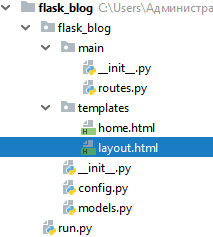 flask_blog C:\Users\Администра
flask_blog
main
__init__.py
routes.py
templates
home.html
layout.html
__init__.py
config.py
models.py
run.py